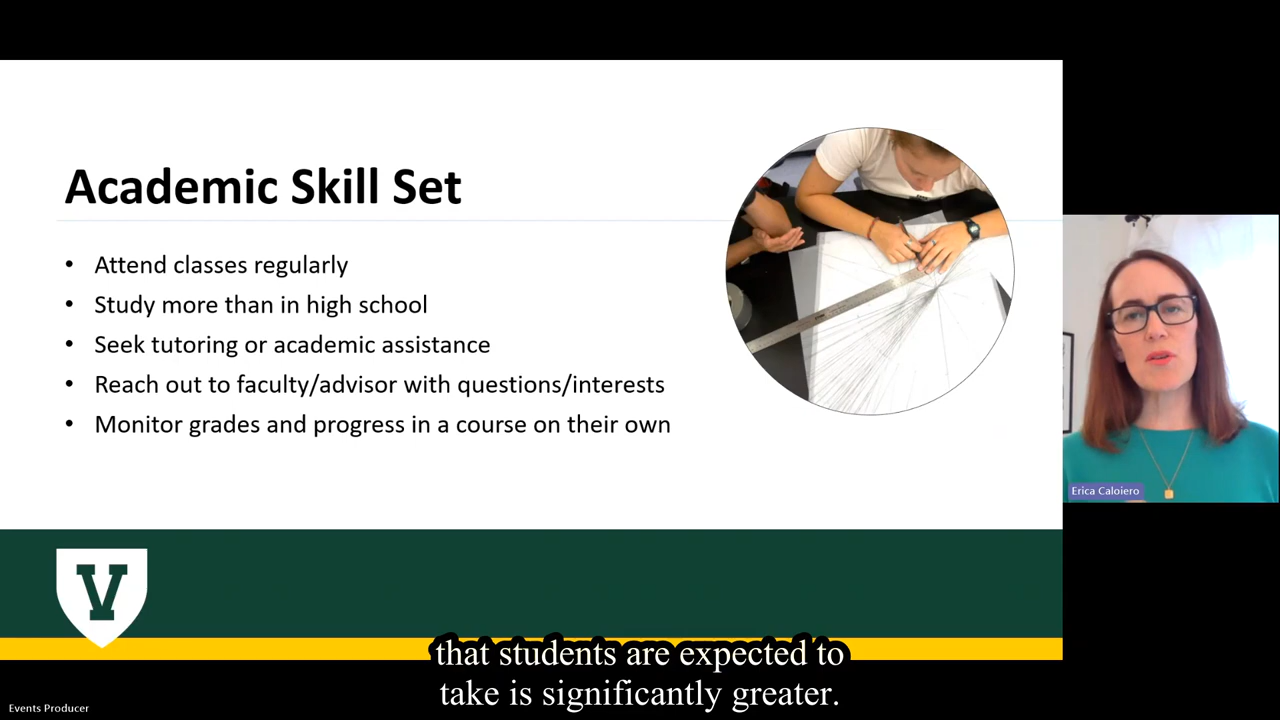 Academic Skill Set
• Attend classes regularly
• Study more than in high school
• Seek tutoring or academic assistance
• Reach out to faculty/advisor with questions/interests
• Monitor grades and progress in a course on their own
Erica Caloiero
V
that students are expected to
take is significantly greater.
Events Producer